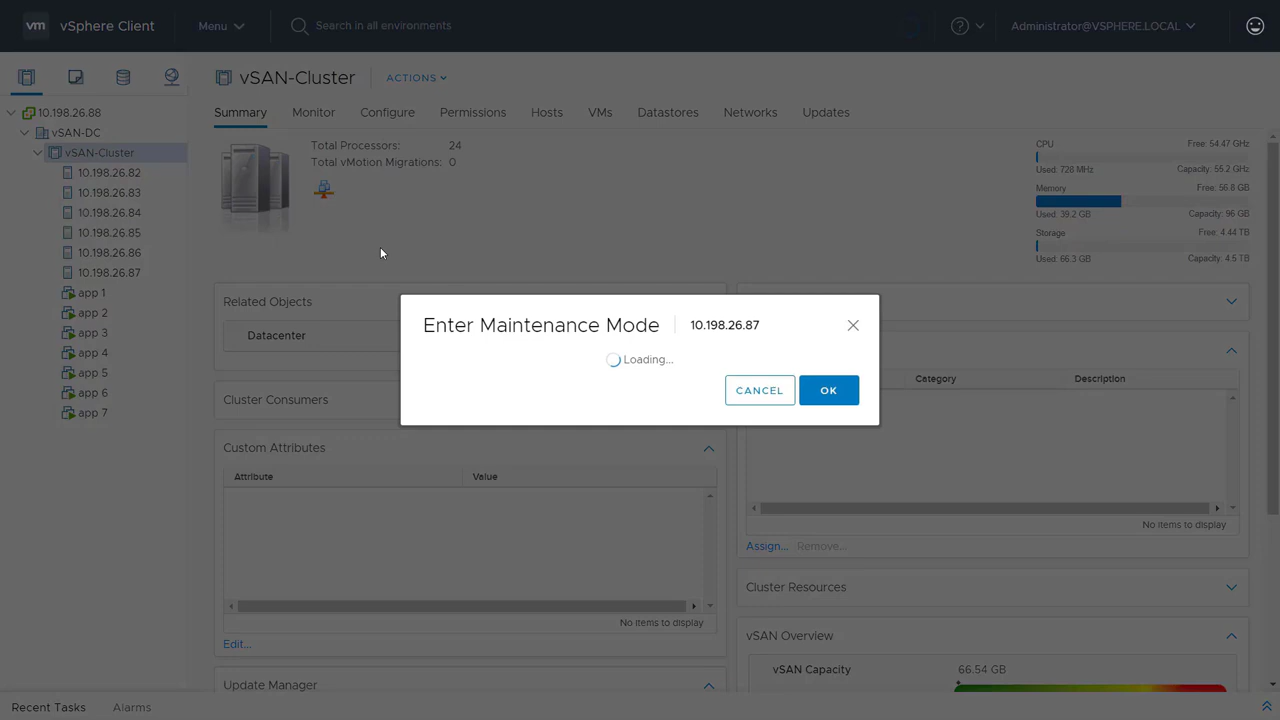 vm vSphere Client Menu Search in all environments Administrator@VSPHERE.LOCAL
vSAN-Cluster ACTIONS
10.198.26.88
vSAN-DC
vSAN-Cluster
10.198.26.82
10.198.26.83
10.198.26.84
10.198.26.85
10.198.26.86
10.198.26.87
app 1
app 2
app 3
app 4
app 5
app 6
app 7
Summary Monitor Configure Permissions Hosts VMs Datastores Networks Updates
Total Processors: 24
Total vMotion Migrations: 0
CPU Free: 54.47 GHz
Used: 728 MHz Capacity: 55.2 GHz
Memory Free: 56.8 GB
Used: 39.2 GB Capacity: 96 GB
Storage Free: 4.44 TB
Used: 66.3 GB Capacity: 4.5 TB
Related Objects
Datacenter
Cluster Consumers
Custom Attributes
Attribute Value
No items to display
Edit...
Update Manager
Enter Maintenance Mode 10.198.26.87
Loading...
CANCEL OK
Category Description
No items to display
Assign... Remove...
Cluster Resources
vSAN Overview
vSAN Capacity 66.54 GB
Recent Tasks Alarms